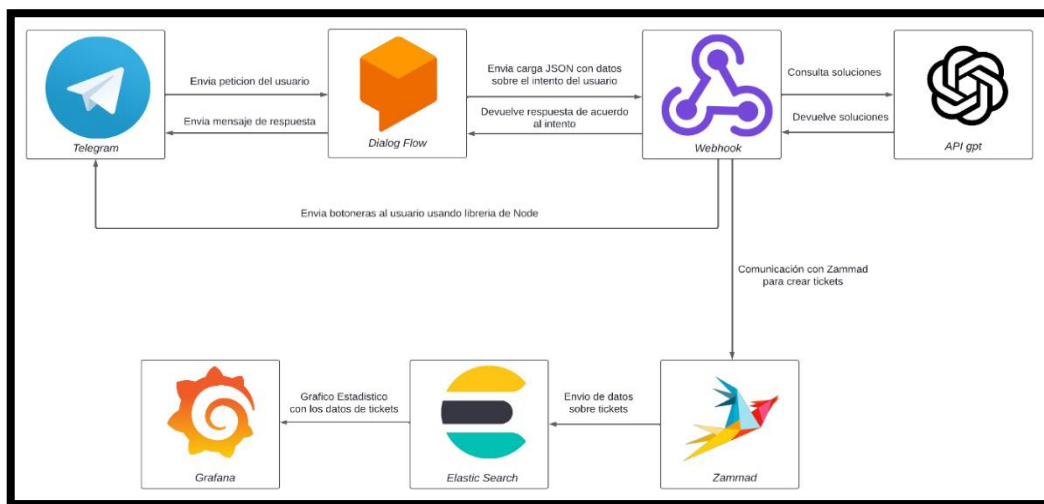 Envia peticion del usuario
Envia mensaje de respuesta
Telegram
Dialog Flow
Envia carga JSON con datos
sobre el intento del usuario
Devuelve respuesta de acuerdo
al intento
Webhook
Consulta soluciones
Devuelve soluciones
API gpt
Envia botoneras al usuario usando libreria de Node
Comunicación con Zammad
para crear tickets
Grafana
Grafico Estadistico
con los datos de tickets
Elastic Search
Envio de datos
sobre tickets
Zammad